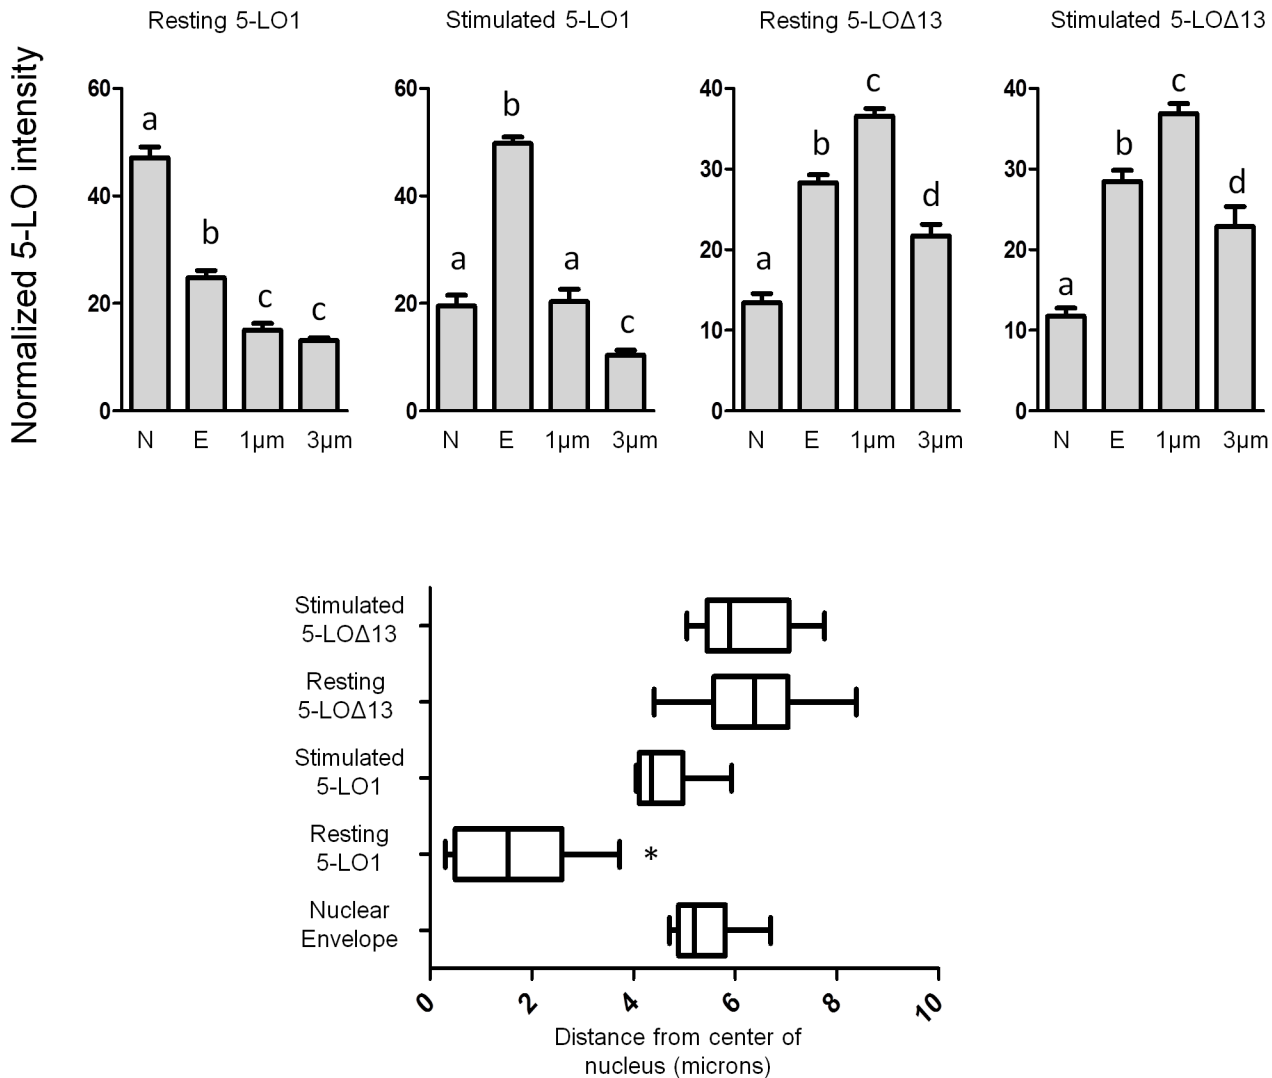 Resting 5-LO1
Stimulated 5-LO1
Resting 5-LOΔ13
Stimulated 5-LOΔ13
Normalized 5-LO intensity
60
40
20
0
a
b
c
c
N E 1μm 3μm
60
40
20
0
a
b
a
c
N E 1μm 3μm
40
30
20
10
0
a
b
c
d
N E 1μm 3μm
40
30
20
10
0
a
b
c
d
N E 1μm 3μm
Stimulated
5-LOΔ13
Resting
5-LOΔ13
Stimulated
5-LO1
Resting
5-LO1
*
Nuclear
Envelope
0 2 4 6 8 10
Distance from center of
nucleus (microns)